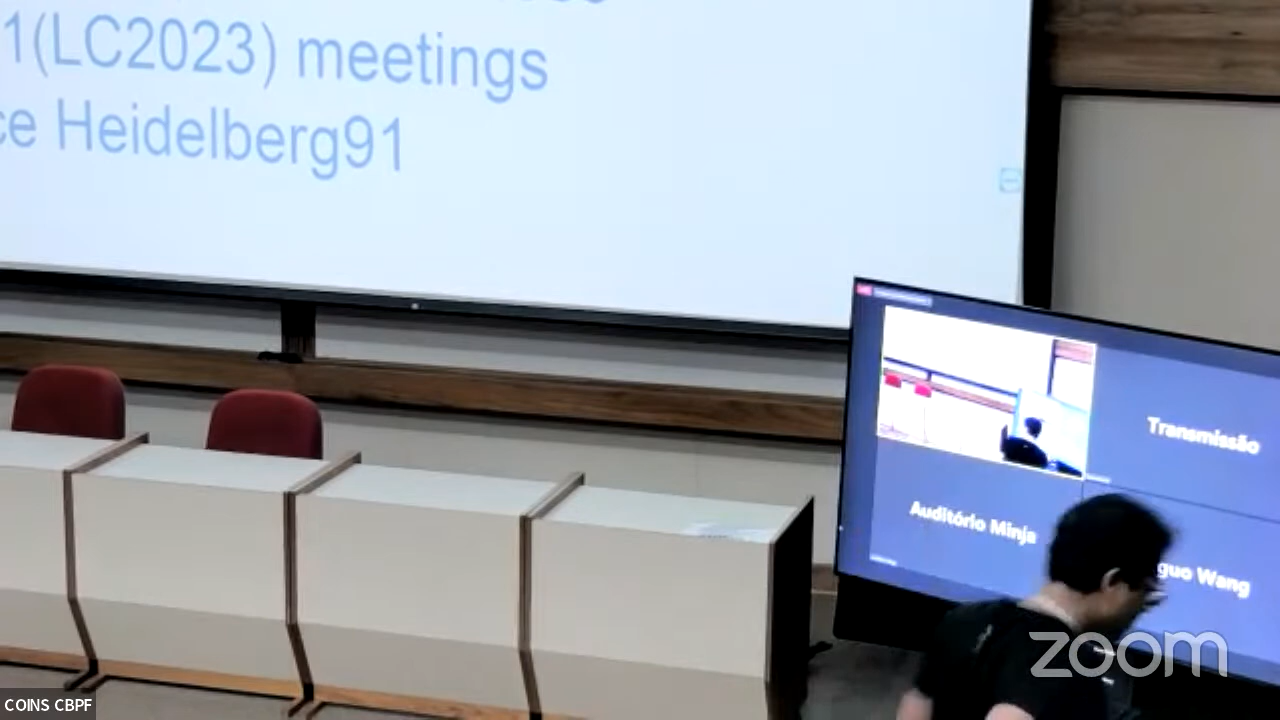 1(LC2023) meetings
ce Heidelberg91
Transmissão
Auditório Minja
guo Wang
zoom
COINS CBPF